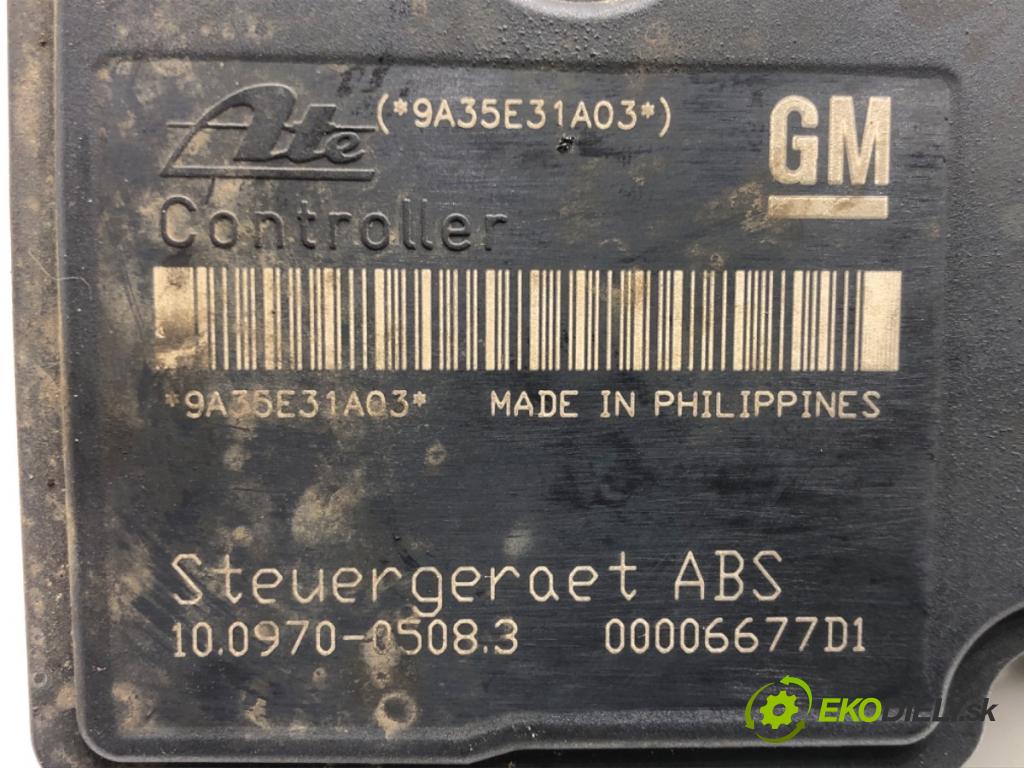 Ate (*9A35E31A03*) GM
Controller
*9A35E31A03* MADE IN PHILIPPINES
Steuergeraet ABS
10.0970-0508.3 00006677D1
EKODIELY.sk